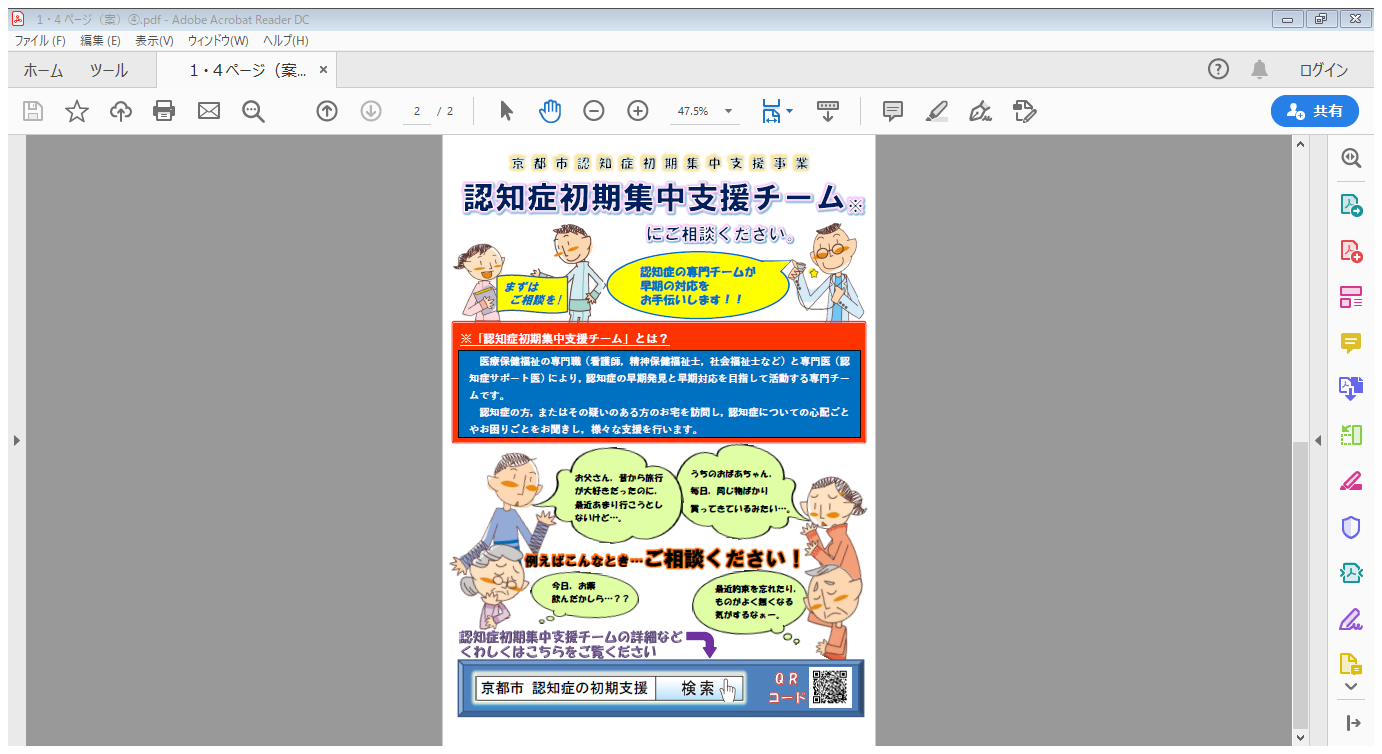 1・4 ページ（案）④.pdf - Adobe Acrobat Reader DC
ファイル(F) 編集(E) 表示(V) ウィンドウ(W) ヘルプ(H)
ホーム ツール 1・4ページ（案... ×
ログイン
2 / 2 47.5% 共有
京都市認知症初期集中支援事業
認知症初期集中支援チーム※
にご相談ください。
まずは
ご相談を！
認知症の専門チームが
早期の対応を
お手伝いします！！
※「認知症初期集中支援チーム」とは？
医療保健福祉の専門職（看護師，精神保健福祉士，社会福祉士など）と専門医（認
知症サポート医）により，認知症の早期発見と早期対応を目指して活動する専門チー
ムです。
認知症の方，またはその疑いのある方のお宅を訪問し，認知症についての心配ごと
やお困りごとをお聞きし，様々な支援を行います。
お父さん，昔から旅行
が大好きだったのに，
最近あまり行こうとし
ないけど…。
うちのおばあちゃん，
毎日，同じ物ばかり
買ってきているみたい…。
例えばこんなとき…ご相談ください！
今日，お薬
飲んだかしら…？？
最近約束を忘れたり，
ものがよく無くなる
気がするなぁー。
認知症初期集中支援チームの詳細など
くわしくはこちらをご覧ください
京都市 認知症の初期支援 検索
ＱＲ
コード